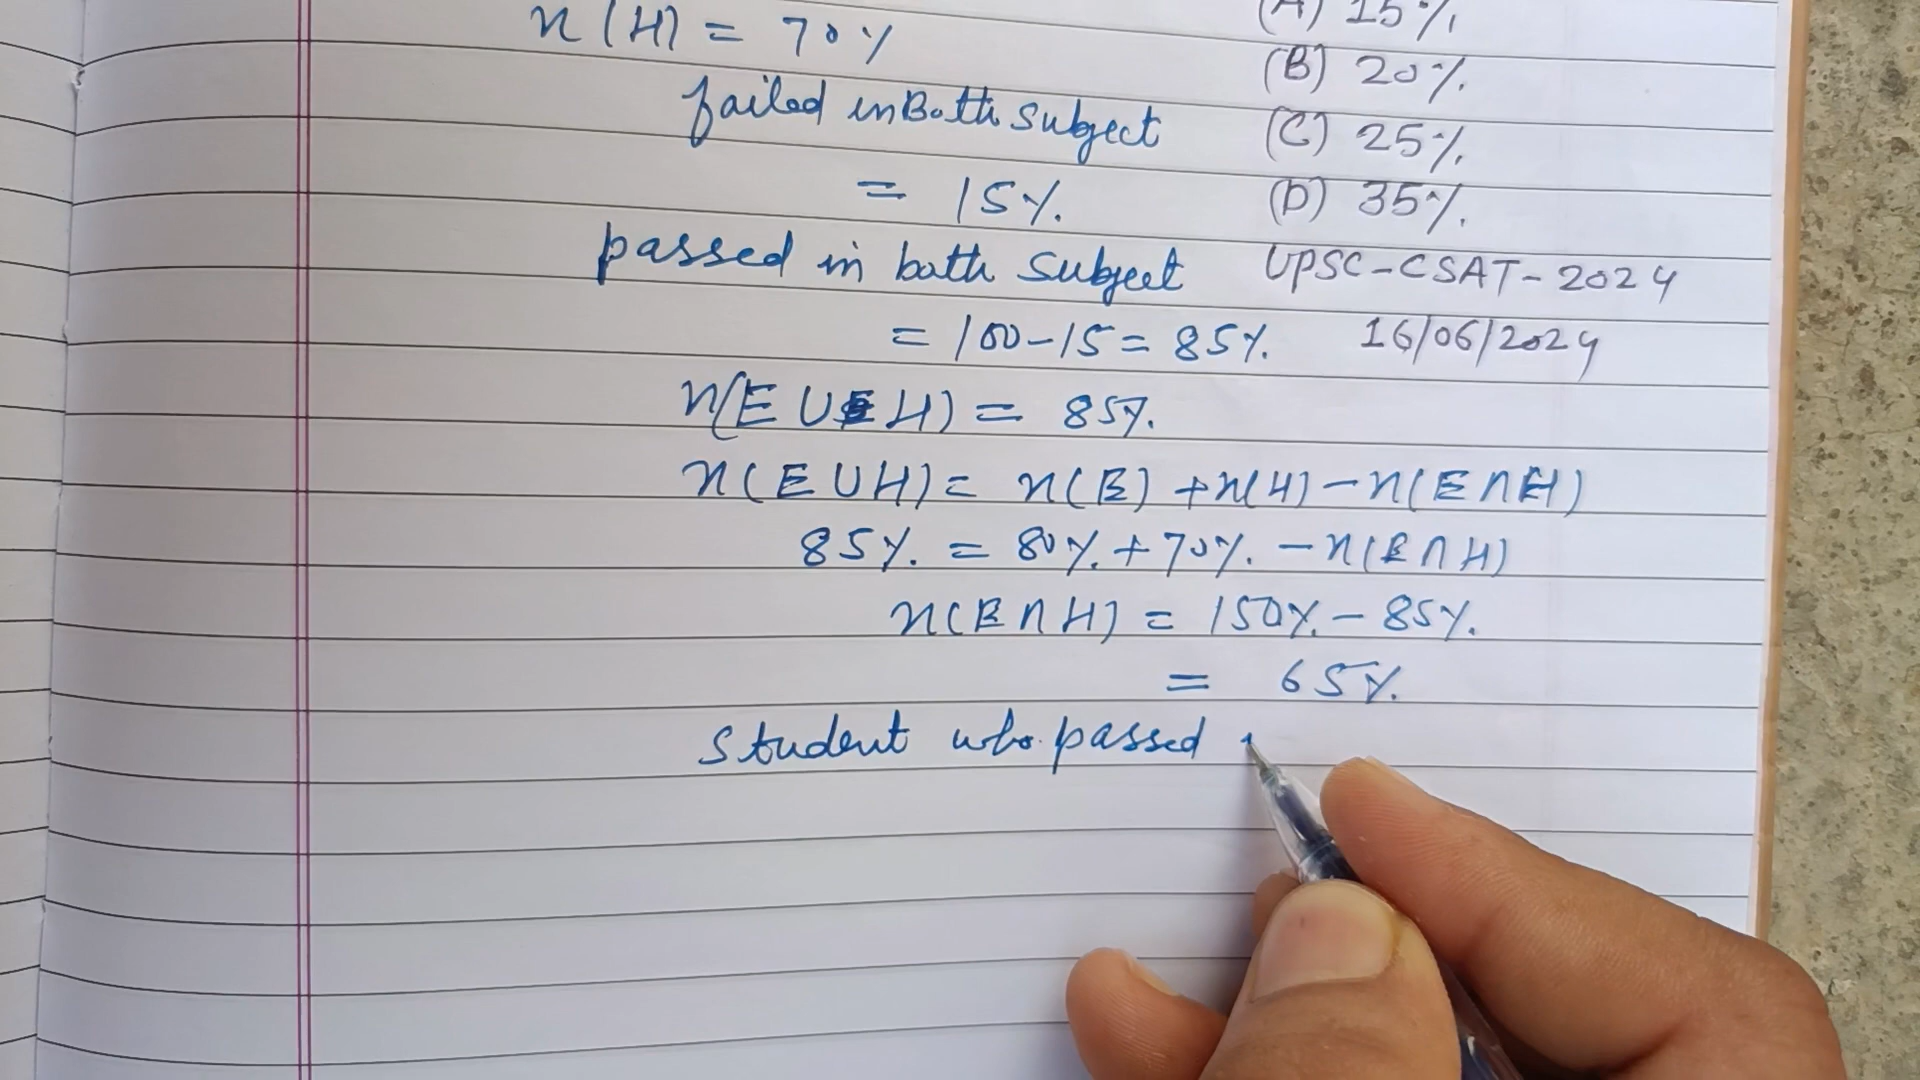 n(H) = 70%
(A) 15%
(B) 20%.
failed in Both subject
(C) 25%.
= 15%.
(D) 35%.
passed in both subject
UPSC-CSAT-2024
= 100-15 = 85%.
16/06/2024
n(E ∪ H) = 85%.
n(E ∪ H) = n(E) + n(H) - n(E ∩ H)
85%. = 80%. + 70%. - n(E ∩ H)
n(E ∩ H) = 150%. - 85%.
= 65%.
Student who passed